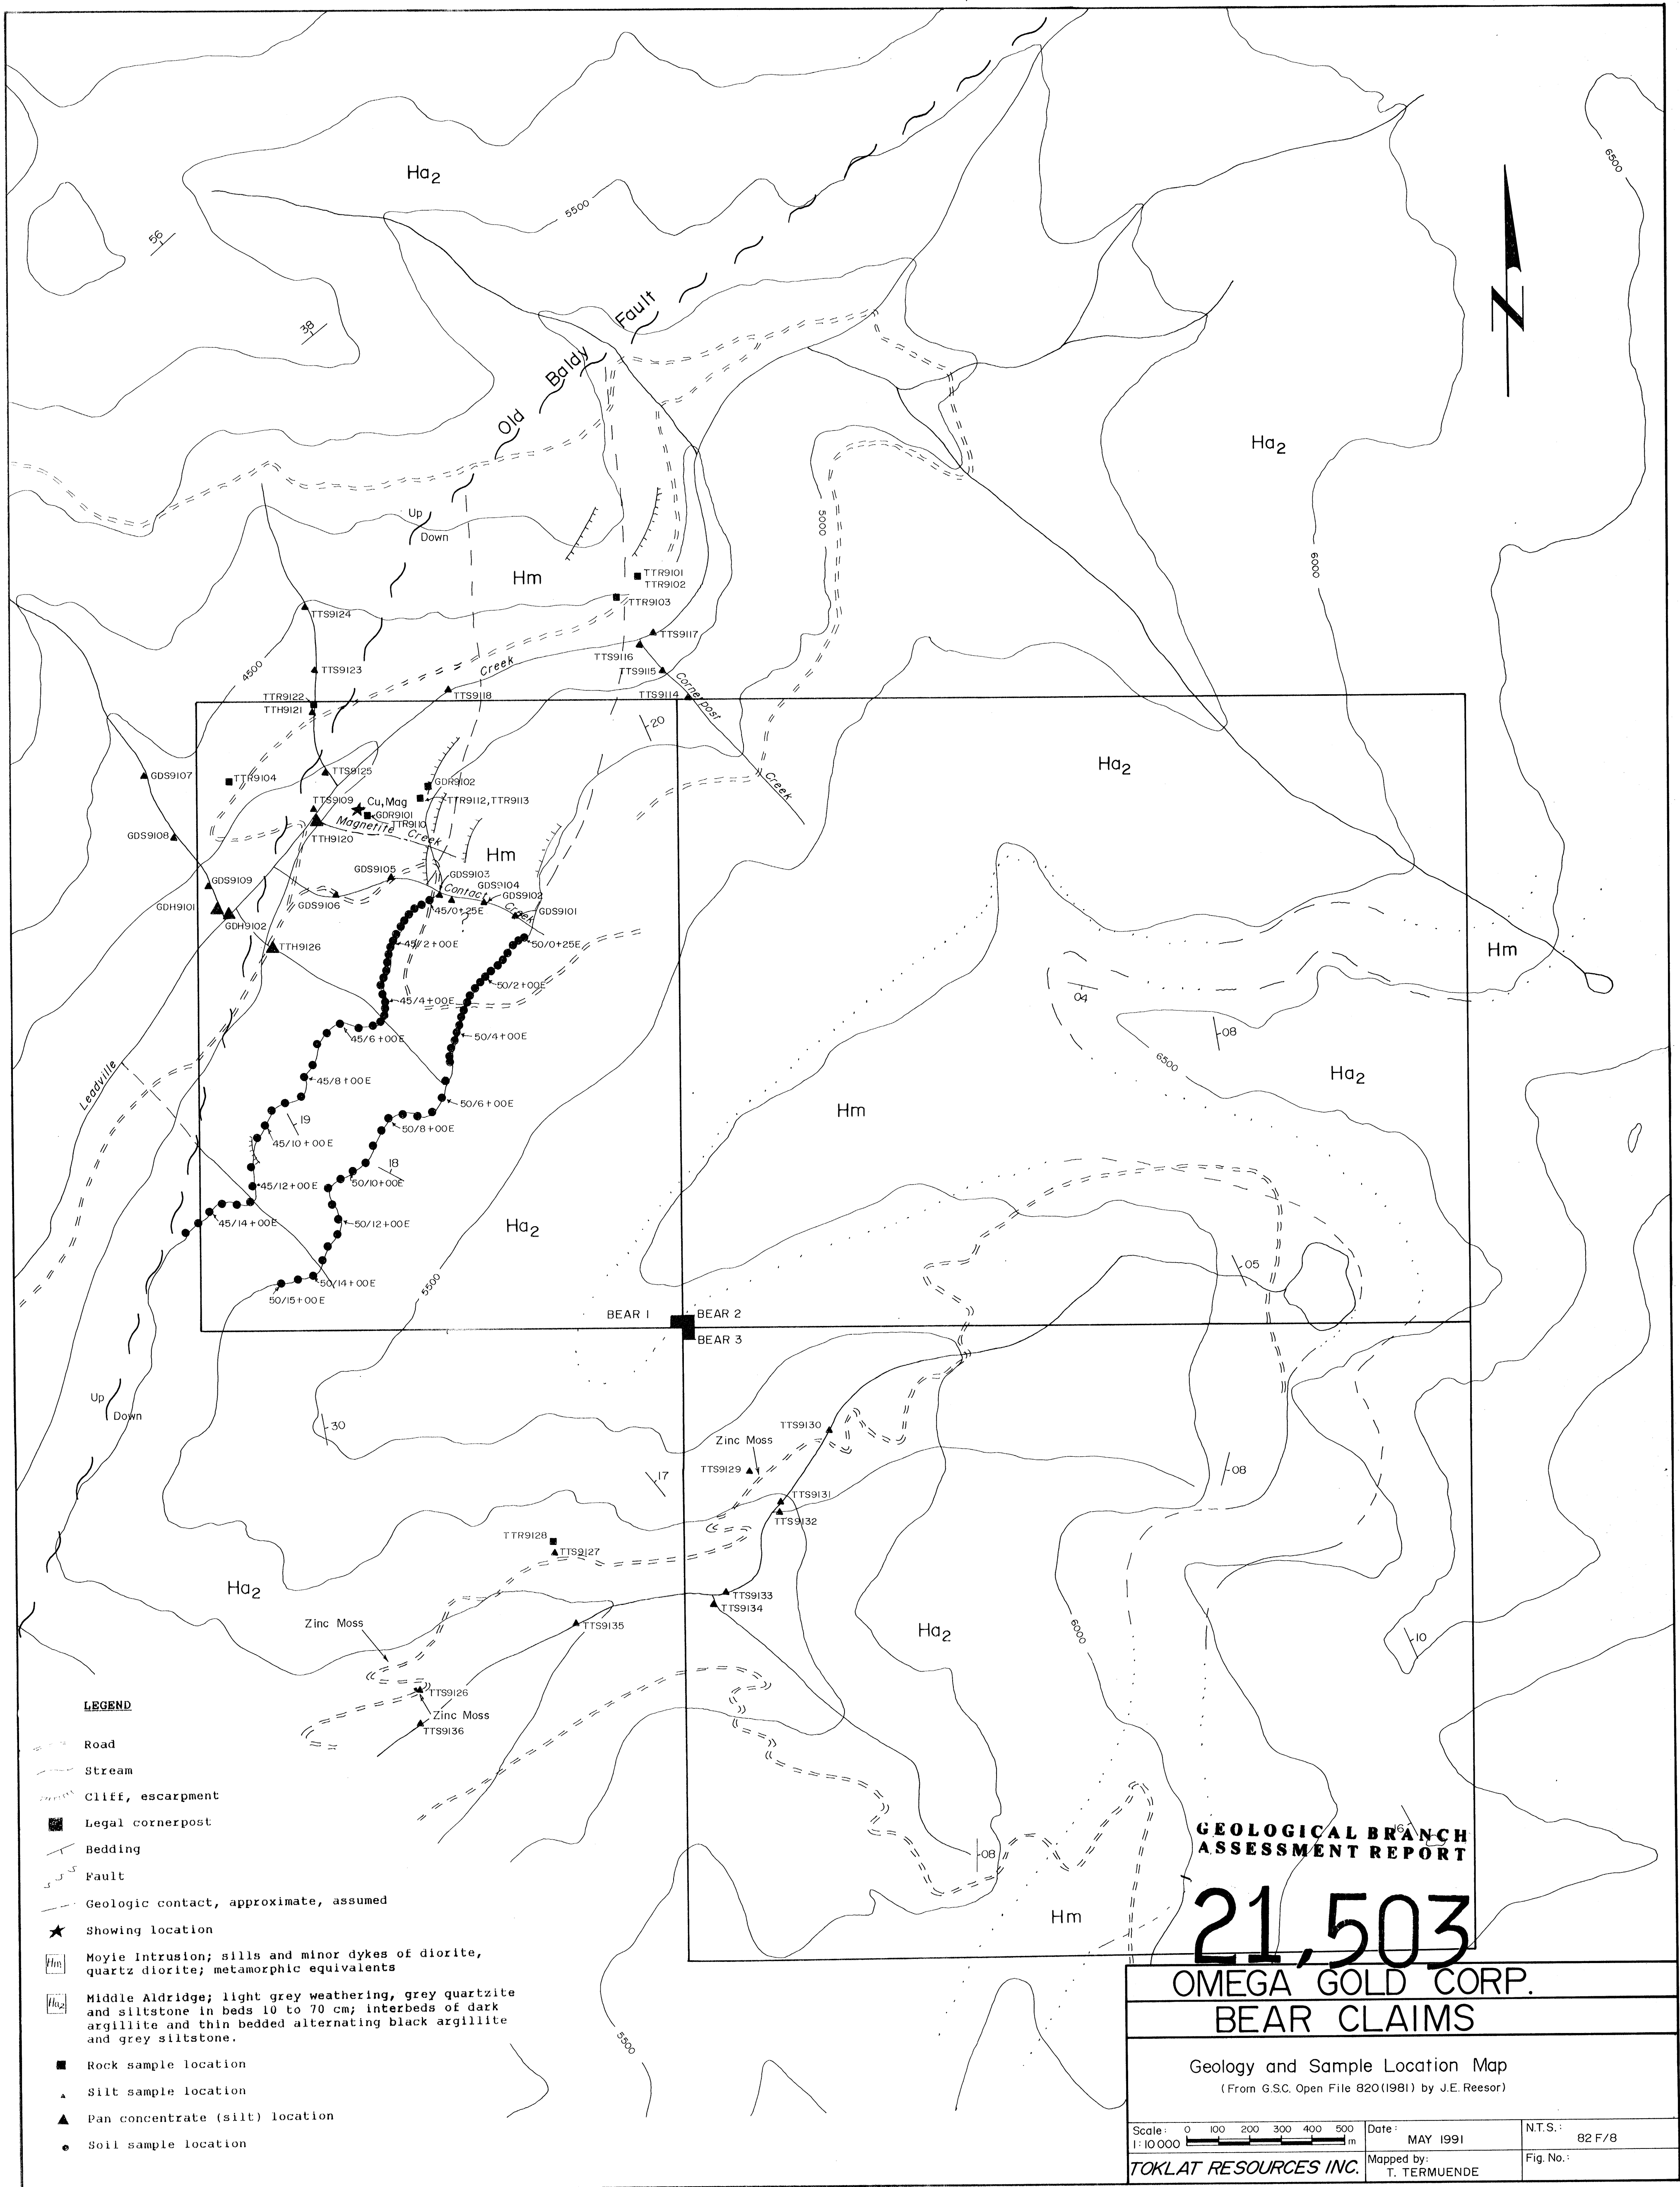 Ha2
5500
6500
56
38
Old Baldy Fault
N
Ha2
5000
6000
Up
Down
Hm
TTR9101
TTR9102
TTR9103
TTS9124
TTS9117
TTS9116
TTS9123
TTS9115
4500
Creek
TTS9118
TTR9122
TTH9121
TTS9114
Cornerpost
Creek
20
Ha2
GDS9107
TTR9104
TTS9125
GDR9102
TTS9109
Cu, Mag
TTR9112, TTR9113
GDR9101
TTR9110
Magnetite Creek
GDS9108
TTH9120
Hm
GDS9105
GDS9103
GDS9104
GDS9109
Contact Creek
GDS9102
GDS9106
GDS9101
GDH9101
GDH9102
45/0+25E
?
TTH9126
45/2+00E
50/0+25E
Hm
50/2+00E
04
45/4+00E
08
45/6+00E
50/4+00E
6500
Leadville
45/8+00E
Ha2
50/6+00E
Hm
19
50/8+00E
45/10+00E
18
50/10+00E
45/12+00E
45/14+00E
50/12+00E
Ha2
05
50/14+00E
5500
50/15+00E
BEAR 1
BEAR 2
BEAR 3
Up
Down
30
TTS9130
Zinc Moss
17
TTS9129
08
TTS9131
TTS9132
TTR9128
TTS9127
Ha2
TTS9133
TTS9134
Zinc Moss
TTS9135
Ha2
6000
10
TTS9126
Zinc Moss
TTS9136
LEGEND
Road
Stream
Cliff, escarpment
Legal cornerpost
Bedding
Fault
Geologic contact, approximate, assumed
Showing location
Hm
Moyie Intrusion; sills and minor dykes of diorite,
quartz diorite; metamorphic equivalents
Ha2
Middle Aldridge; light grey weathering, grey quartzite
and siltstone in beds 10 to 70 cm; interbeds of dark
argillite and thin bedded alternating black argillite
and grey siltstone.
Rock sample location
Silt sample location
Pan concentrate (silt) location
Soil sample location
08
Hm
5500
GEOLOGICAL BRANCH
ASSESSMENT REPORT
21,503
OMEGA GOLD CORP.
BEAR CLAIMS
Geology and Sample Location Map
(From G.S.C. Open File 820(1981) by J.E. Reesor)
Scale:
1:10 000
0 100 200 300 400 500
m
Date:
MAY 1991
N.T.S.:
82 F/8
TOKLAT RESOURCES INC.
Mapped by:
T. TERMUENDE
Fig. No.: